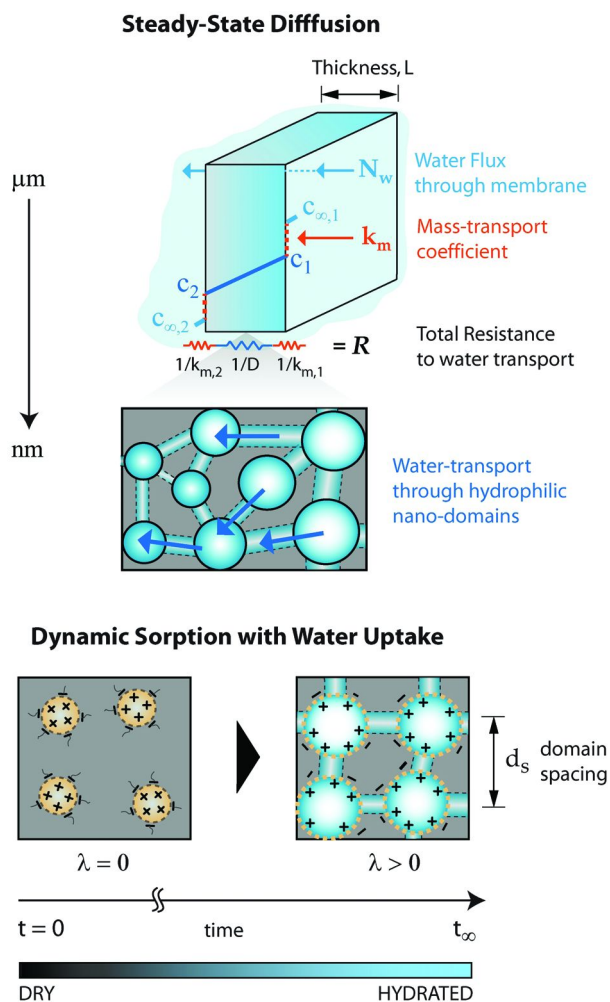 Steady-State Difffusion
Thickness, L
μm
N_w
Water Flux
through membrane
c_∞,1
k_m
Mass-transport
coefficient
c_1
c_2
c_∞,2
= R
Total Resistance
to water transport
1/k_m,2 1/D 1/k_m,1
nm
Water-transport
through hydrophilic
nano-domains
Dynamic Sorption with Water Uptake
d_s domain
spacing
λ = 0 λ > 0
t = 0 time t_∞
DRY HYDRATED